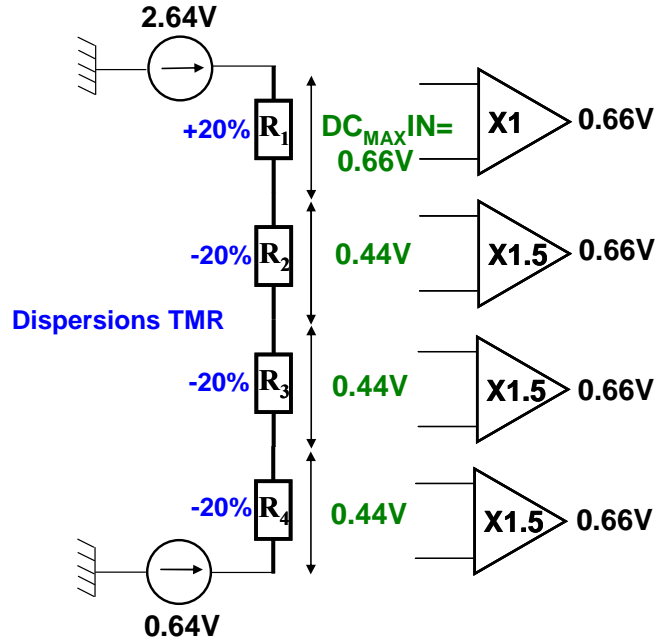 2.64V
+20% R1 DCMAXIN= 0.66V X1 0.66V
-20% R2 0.44V X1.5 0.66V
Dispersions TMR
-20% R3 0.44V X1.5 0.66V
-20% R4 0.44V X1.5 0.66V
0.64V